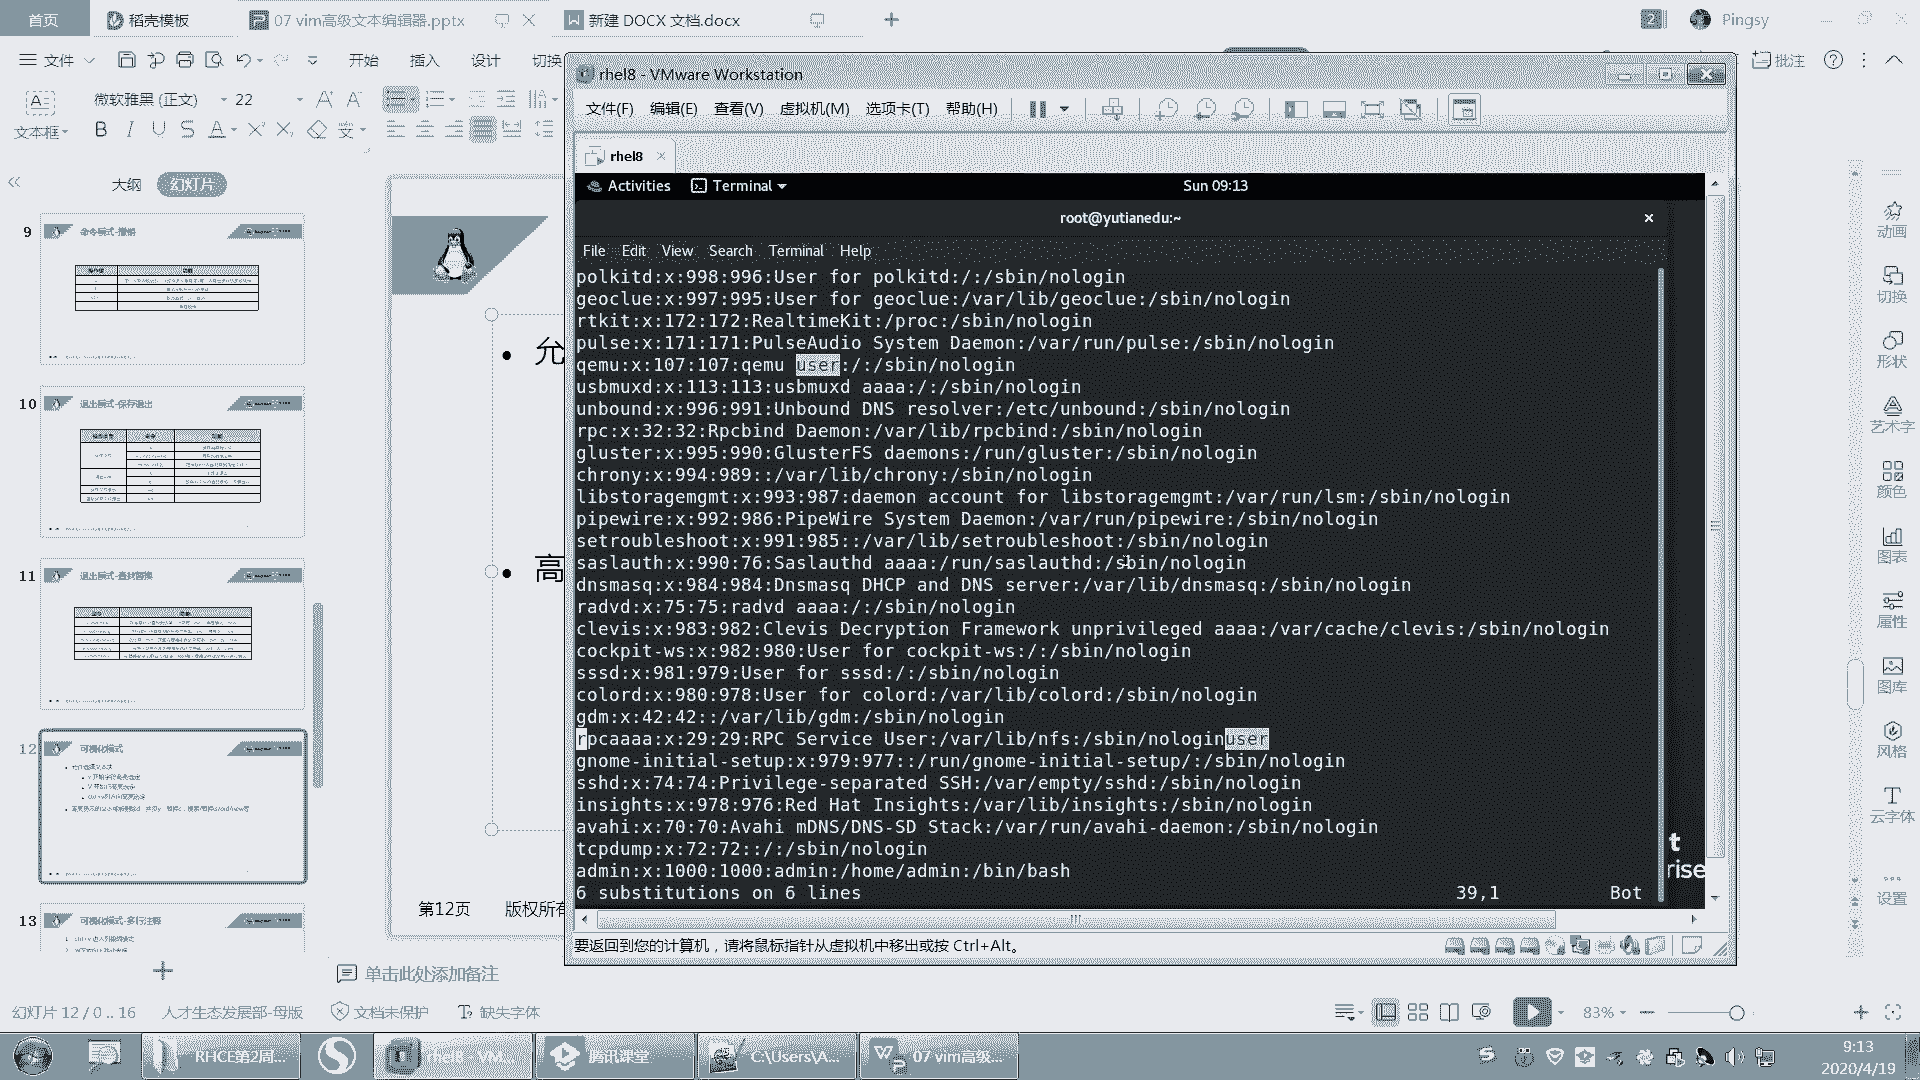 首页
稻壳模板
07 vim高级文本编辑器.pptx
新建 DOCX 文档.docx
2
Pingsy
文件
开始
插入
设计
切换
批注
文本框
微软雅黑 (正文)
22
rhel8 - VMware Workstation
文件(F) 编辑(E) 查看(V) 虚拟机(M) 选项卡(T) 帮助(H)
rhel8
Activities
Terminal
Sun 09:13
root@yutianedu:~
File Edit View Search Terminal Help
polkitd:x:998:996:User for polkitd:/:/sbin/nologin
geoclue:x:997:995:User for geoclue:/var/lib/geoclue:/sbin/nologin
rtkit:x:172:172:RealtimeKit:/proc:/sbin/nologin
pulse:x:171:171:PulseAudio System Daemon:/var/run/pulse:/sbin/nologin
qemu:x:107:107:qemu user:/:/sbin/nologin
usbmuxd:x:113:113:usbmuxd aaaa:/:/sbin/nologin
unbound:x:996:991:Unbound DNS resolver:/etc/unbound:/sbin/nologin
rpc:x:32:32:Rpcbind Daemon:/var/lib/rpcbind:/sbin/nologin
gluster:x:995:990:GlusterFS daemons:/run/gluster:/sbin/nologin
chrony:x:994:989::/var/lib/chrony:/sbin/nologin
libstoragemgmt:x:993:987:daemon account for libstoragemgmt:/var/run/lsm:/sbin/nologin
pipewire:x:992:986:PipeWire System Daemon:/var/run/pipewire:/sbin/nologin
setroubleshoot:x:991:985::/var/lib/setroubleshoot:/sbin/nologin
saslauth:x:990:76:Saslauthd aaaa:/run/saslauthd:/sbin/nologin
dnsmasq:x:984:984:Dnsmasq DHCP and DNS server:/var/lib/dnsmasq:/sbin/nologin
radvd:x:75:75:radvd aaaa:/:/sbin/nologin
clevis:x:983:982:Clevis Decryption Framework unprivileged aaaa:/var/cache/clevis:/sbin/nologin
cockpit-ws:x:982:980:User for cockpit-ws:/:/sbin/nologin
sssd:x:981:979:User for sssd:/:/sbin/nologin
colord:x:980:978:User for colord:/var/lib/colord:/sbin/nologin
gdm:x:42:42::/var/lib/gdm:/sbin/nologin
rpcaaaa:x:29:29:RPC Service User:/var/lib/nfs:/sbin/nologinuser
gnome-initial-setup:x:979:977::/run/gnome-initial-setup/:/sbin/nologin
sshd:x:74:74:Privilege-separated SSH:/var/empty/sshd:/sbin/nologin
insights:x:978:976:Red Hat Insights:/var/lib/insights:/sbin/nologin
avahi:x:70:70:Avahi mDNS/DNS-SD Stack:/var/run/avahi-daemon:/sbin/nologin
tcpdump:x:72:72::/:/sbin/nologin
admin:x:1000:1000:admin:/home/admin:/bin/bash
6 substitutions on 6 lines
39,1
Bot
t
rise
要返回到您的计算机，请将鼠标指针从虚拟机中移出或按 Ctrl+Alt。
大纲
幻灯片
9
命令模式-撤销
10
退出模式-保存退出
11
退出模式-查找替换
12
可视化模式
13
可视化模式-多行注释
• 允
• 高
第12页
版权所有
单击此处添加备注
动画
切换
形状
艺术字
颜色
图表
属性
图库
风格
云字体
设置
幻灯片 12 / 0 .. 16
人才生态发展部-母版
文档未保护
缺失字体
83%
RHCE第2周...
rhel8 - VM...
腾讯课堂
C:\Users\A...
07 vim高级...
9:13
2020/4/19